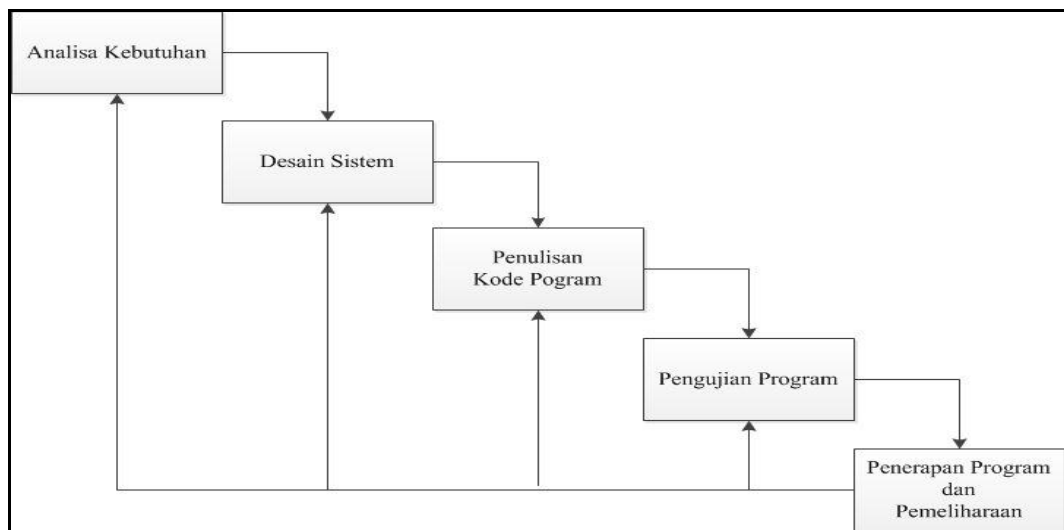 Analisa Kebutuhan
Desain Sistem
Penulisan
Kode Pogram
Pengujian Program
Penerapan Program
dan
Pemeliharaan